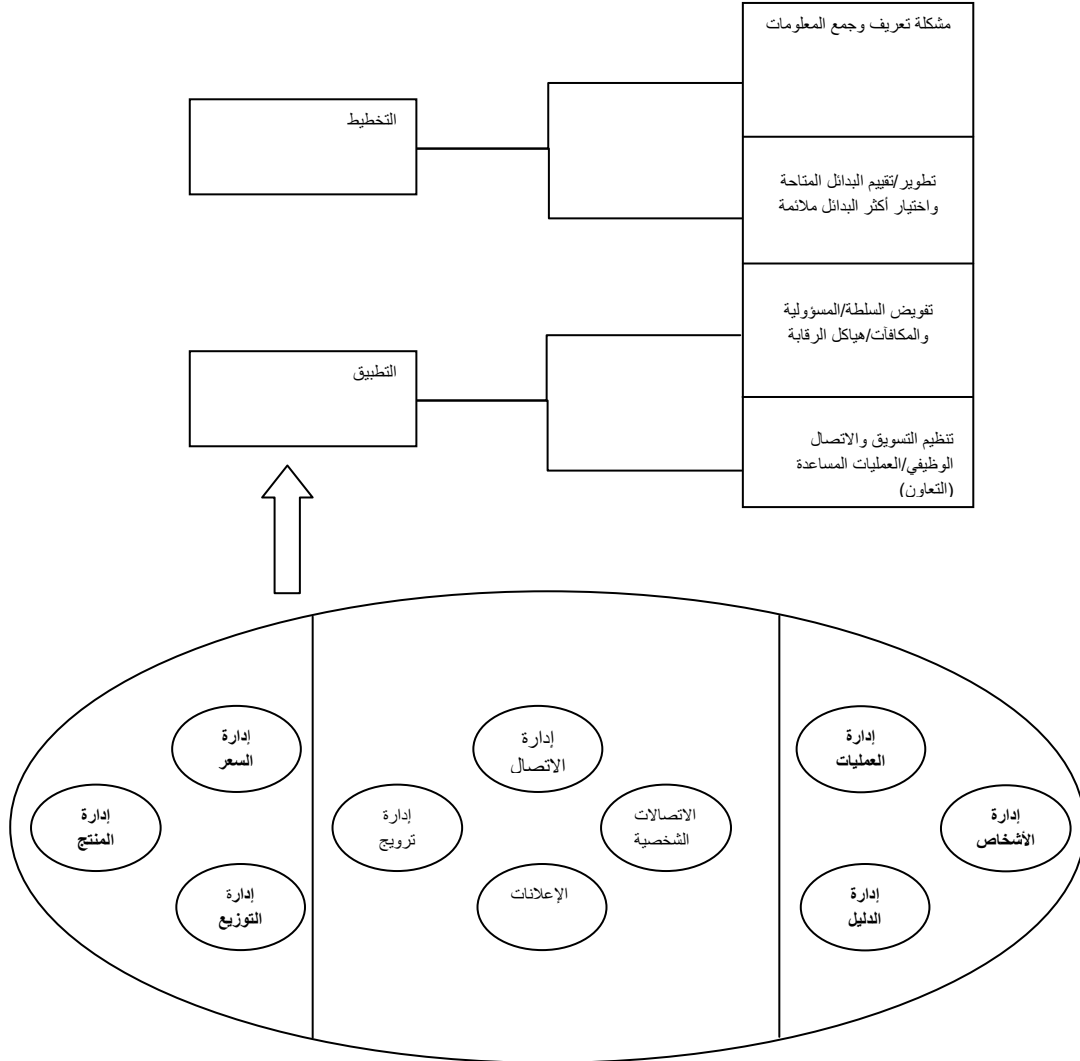 مشكلة تعريف وجمع المعلومات
التخطيط
تطوير/تقييم البدائل المتاحة
واختيار أكثر البدائل ملائمة
تفويض السلطة/المسؤولية
والمكافآت/هياكل الرقابة
التطبيق
تنظيم التسويق والاتصال
الوظيفي/العمليات المساعدة
(التعاون)
إدارة
العمليات
إدارة
الأشخاص
إدارة
الدليل
إدارة
الاتصال
الاتصالات
الشخصية
إدارة
ترويج
الإعلانات
إدارة
السعر
إدارة
المنتج
إدارة
التوزيع